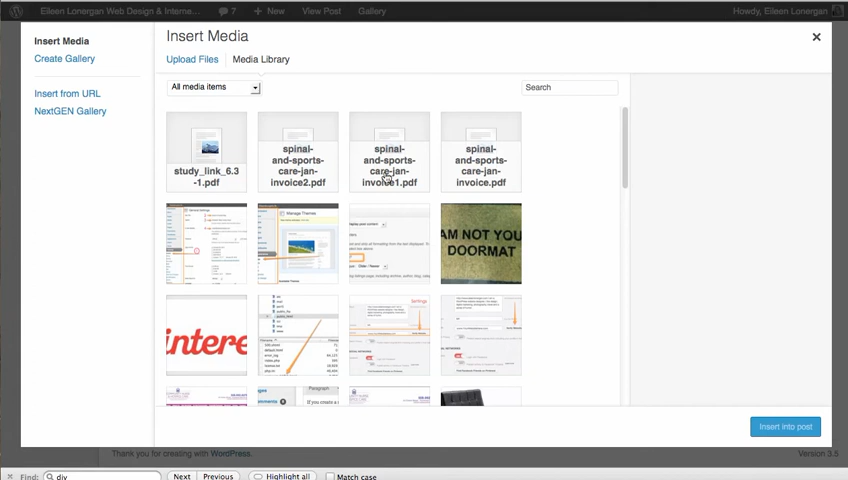 Eileen Lonergan Web Design & Interne... 7 New View Post Gallery Howdy, Eileen Lonergan
Insert Media
Create Gallery
Insert from URL
NextGEN Gallery
Insert Media
Upload Files Media Library
All media items Search
study_link_6.3
-1.pdf
spinal-
and-sports-
care-jan-
invoice2.pdf
spinal-
and-sports-
care-jan-
invoice1.pdf
spinal-
and-sports-
care-jan-
invoice.pdf
Manage Themes
AM NOT YOU
DOORMAT
interes
Settings
Paragraph
Insert into post
Thank you for creating with WordPress. Version 3.5
Find: div Next Previous Highlight all Match case